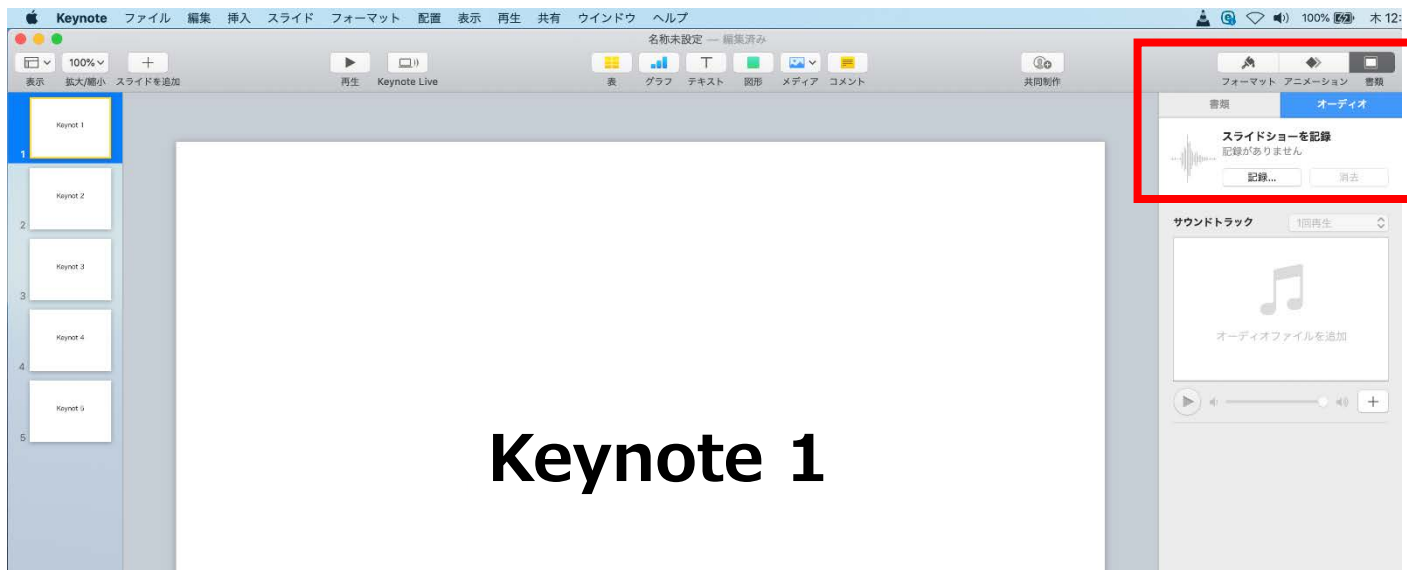 Keynote ファイル 編集 挿入 スライド フォーマット 配置 表示 再生 共有 ウインドウ ヘルプ 100% 木 12:
名称未設定 — 編集済み
100%
表示 拡大/縮小 スライドを追加 再生 Keynote Live 表 グラフ テキスト 図形 メディア コメント 共同制作 フォーマット アニメーション 書類
書類 オーディオ
スライドショーを記録
記録がありません
記録... 消去
サウンドトラック 1回再生
オーディオファイルを追加
Keynot 1
1
Keynot 2
2
Keynot 3
3
Keynot 4
4
Keynot 5
5
Keynote 1